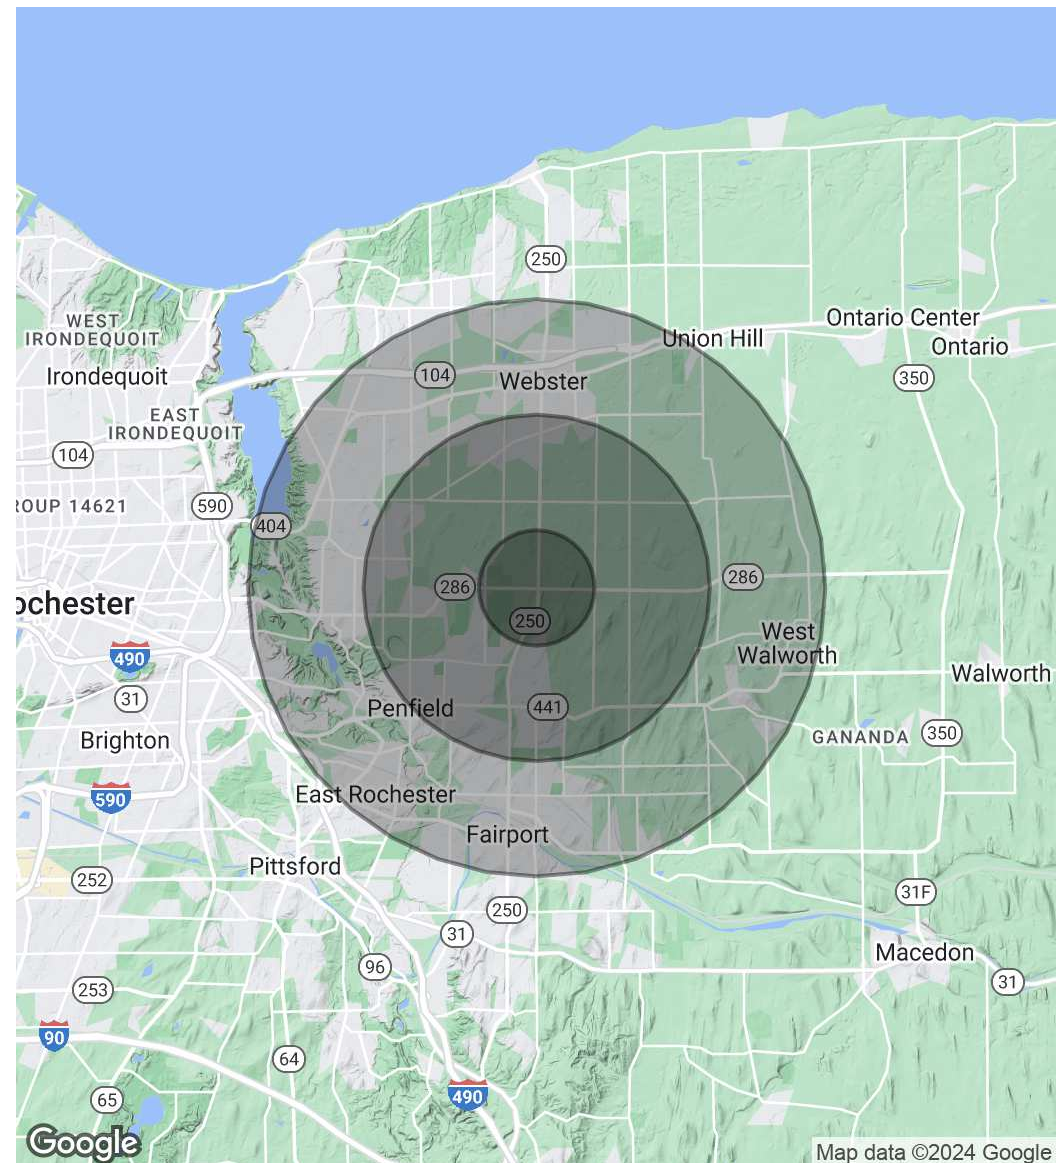 250
WEST
IRONDEQUOIT
Union Hill
Ontario Center
Ontario
Irondequoit
104
Webster
350
EAST
IRONDEQUOIT
104
ROUP 14621
590
404
286
286
ochester
250
West
Walworth
490
Walworth
31
Penfield
441
Brighton
GANANDA
350
590
East Rochester
Fairport
Pittsford
252
31F
250
31
Macedon
96
253
31
90
64
490
65
Google
Map data ©2024 Google